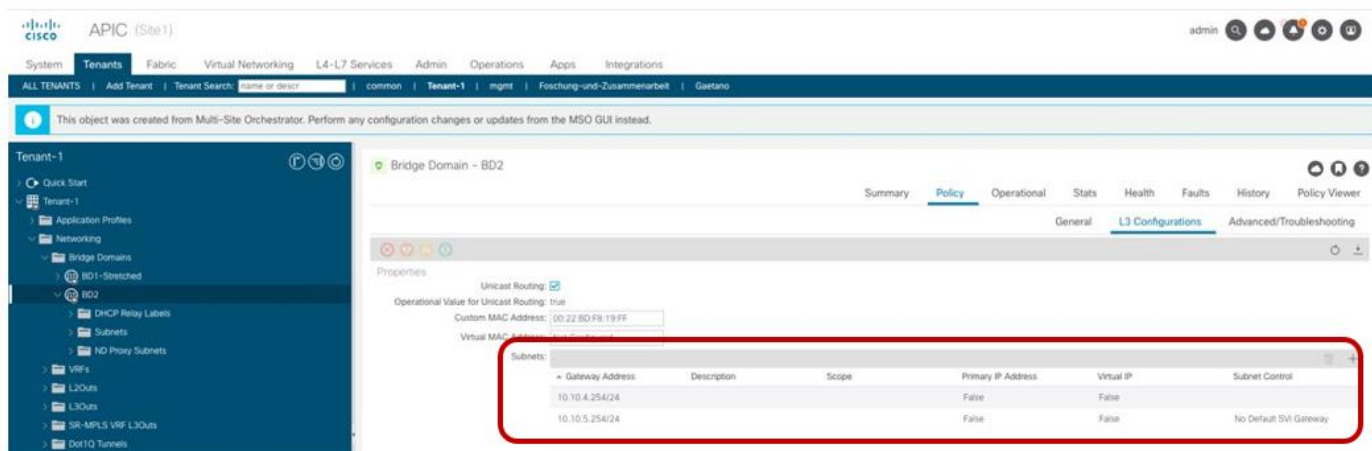 cisco APIC (Site1) admin
System Tenants Fabric Virtual Networking L4-L7 Services Admin Operations Apps Integrations
ALL TENANTS | Add Tenant | Tenant Search: name or descr | common | Tenant-1 | mgmt | Foschung-und-Zusammenarbeit | Gaetano
This object was created from Multi-Site Orchestrator. Perform any configuration changes or updates from the MSO GUI instead.
Tenant-1
Quick Start
Tenant-1
Application Profiles
Networking
Bridge Domains
BD1-Stretched
BD2
DHCP Relay Labels
Subnets
ND Proxy Subnets
VRFs
L2Outs
L3Outs
SR-MPLS VRF L3Outs
Dot1Q Tunnels
Bridge Domain - BD2
Summary Policy Operational Stats Health Faults History Policy Viewer
General L3 Configurations Advanced/Troubleshooting
Properties
Unicast Routing:
Operational Value for Unicast Routing: true
Custom MAC Address: 00:22:BD:F8:19:FF
Virtual MAC Address: Not Configured
Subnets:
Gateway Address Description Scope Primary IP Address Virtual IP Subnet Control
10.10.4.254/24 False False
10.10.5.254/24 False False No Default SVI Gateway